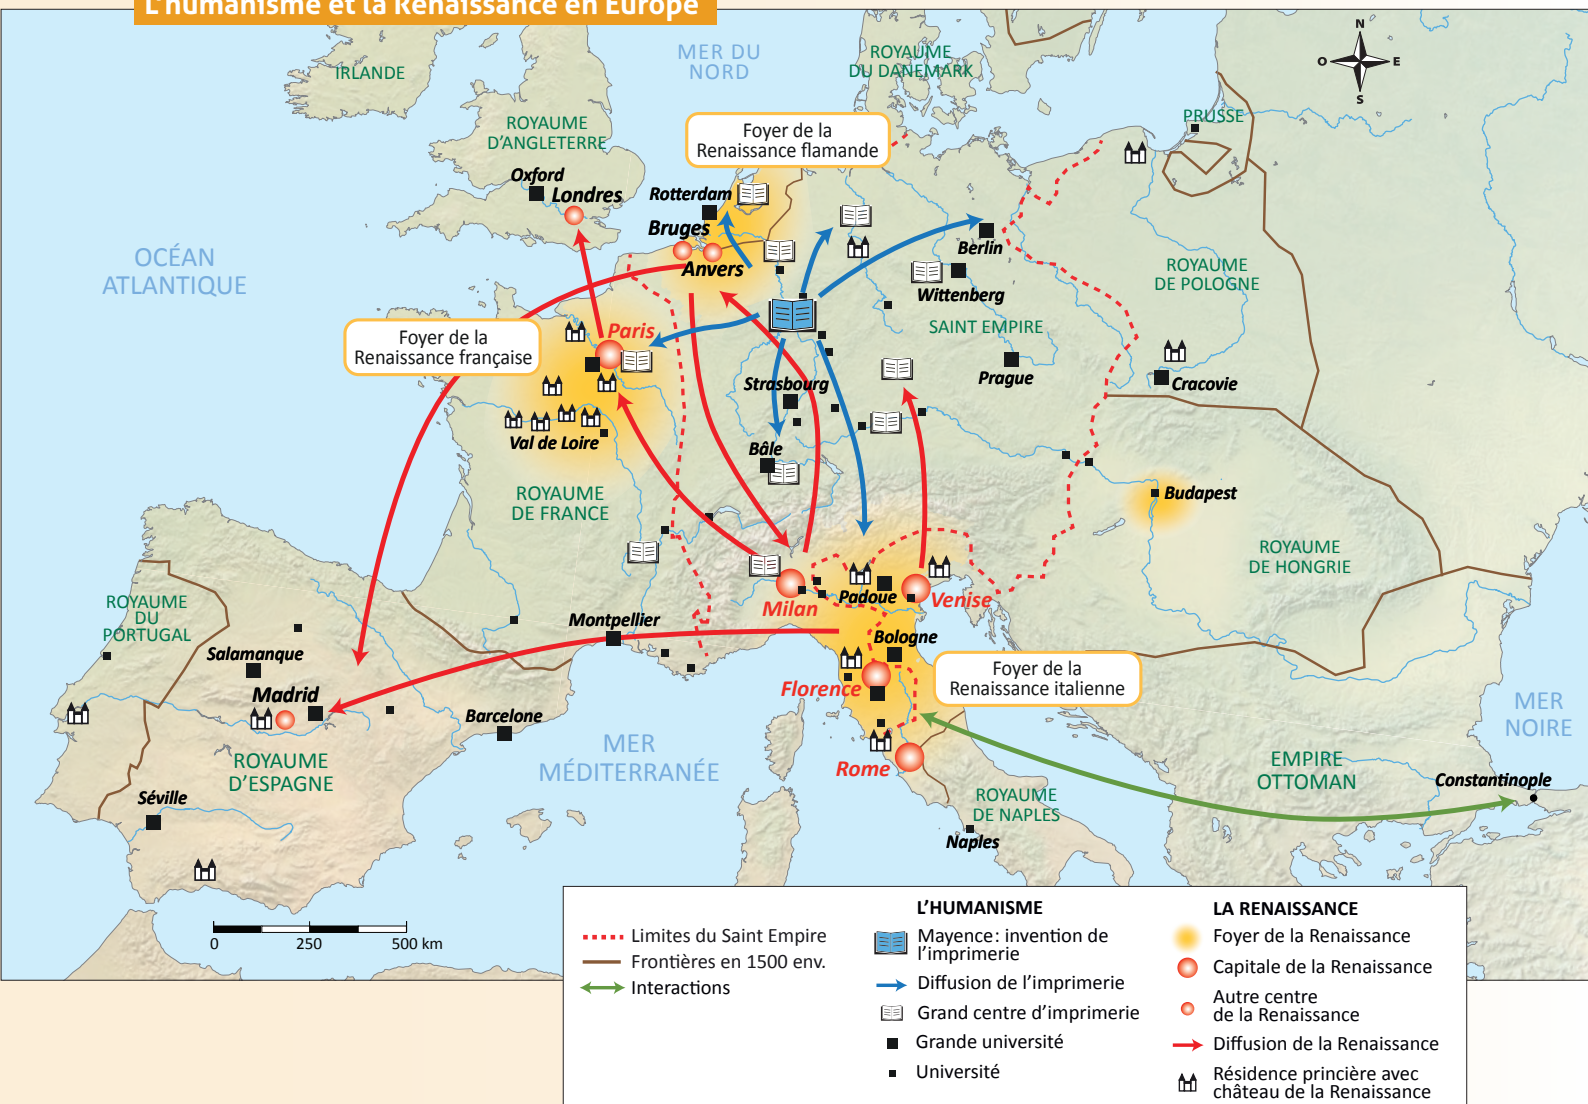 L'humanisme et la Renaissance en Europe
MER DU
NORD
ROYAUME
DU DANEMARK
IRLANDE
N
O
E
S
PRUSSE
ROYAUME
D'ANGLETERRE
Foyer de la
Renaissance flamande
Oxford
Londres
Rotterdam
Bruges
Anvers
Berlin
Wittenberg
OCÉAN
ATLANTIQUE
ROYAUME
DE POLOGNE
SAINT EMPIRE
Foyer de la
Renaissance française
Paris
Strasbourg
Prague
Cracovie
Val de Loire
Bâle
ROYAUME
DE FRANCE
Budapest
ROYAUME
DE HONGRIE
Milan
Padoue
Venise
ROYAUME
DU
PORTUGAL
Montpellier
Bologne
Salamanque
Foyer de la
Renaissance italienne
Madrid
Florence
Barcelone
MER
MÉDITERRANÉE
MER
NOIRE
ROYAUME
D'ESPAGNE
Rome
EMPIRE
OTTOMAN
Constantinople
Séville
ROYAUME
DE NAPLES
Naples
0
250
500 km
Limites du Saint Empire
Frontières en 1500 env.
Interactions
L'HUMANISME
Mayence : invention de
l'imprimerie
Diffusion de l'imprimerie
Grand centre d'imprimerie
Grande université
Université
LA RENAISSANCE
Foyer de la Renaissance
Capitale de la Renaissance
Autre centre
de la Renaissance
Diffusion de la Renaissance
Résidence princière avec
château de la Renaissance